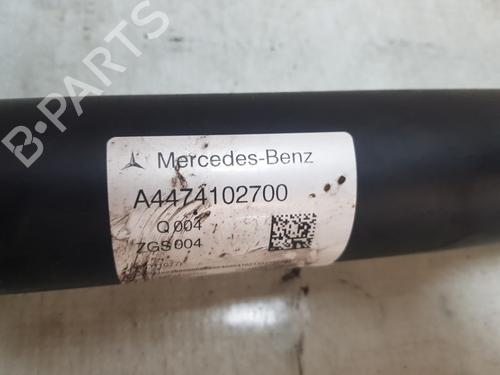 B-PARTS
Mercedes-Benz
A4474102700
Q 004
ZGS 004